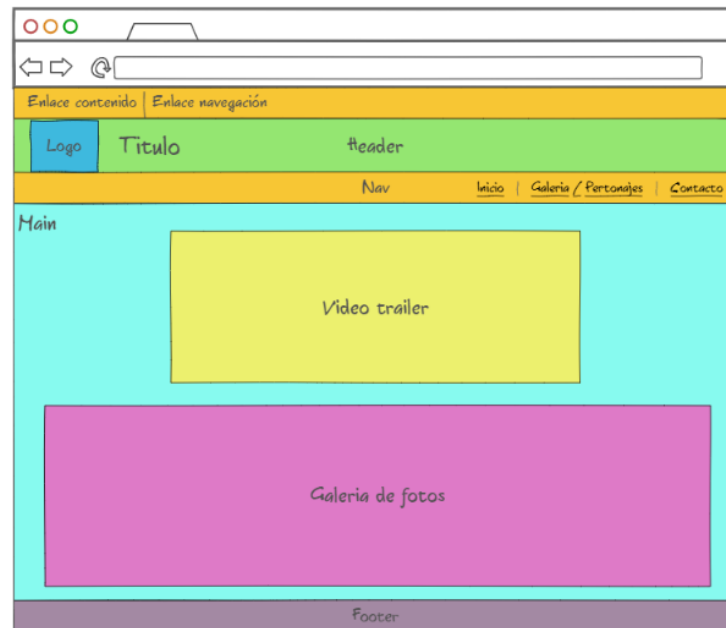 Enlace contenido | Enlace navegación
Logo Titulo Header
Nav Inicio | Galeria / Pertonajes | Contacto
Main
Video trailer
Galeria de fotos
Footer